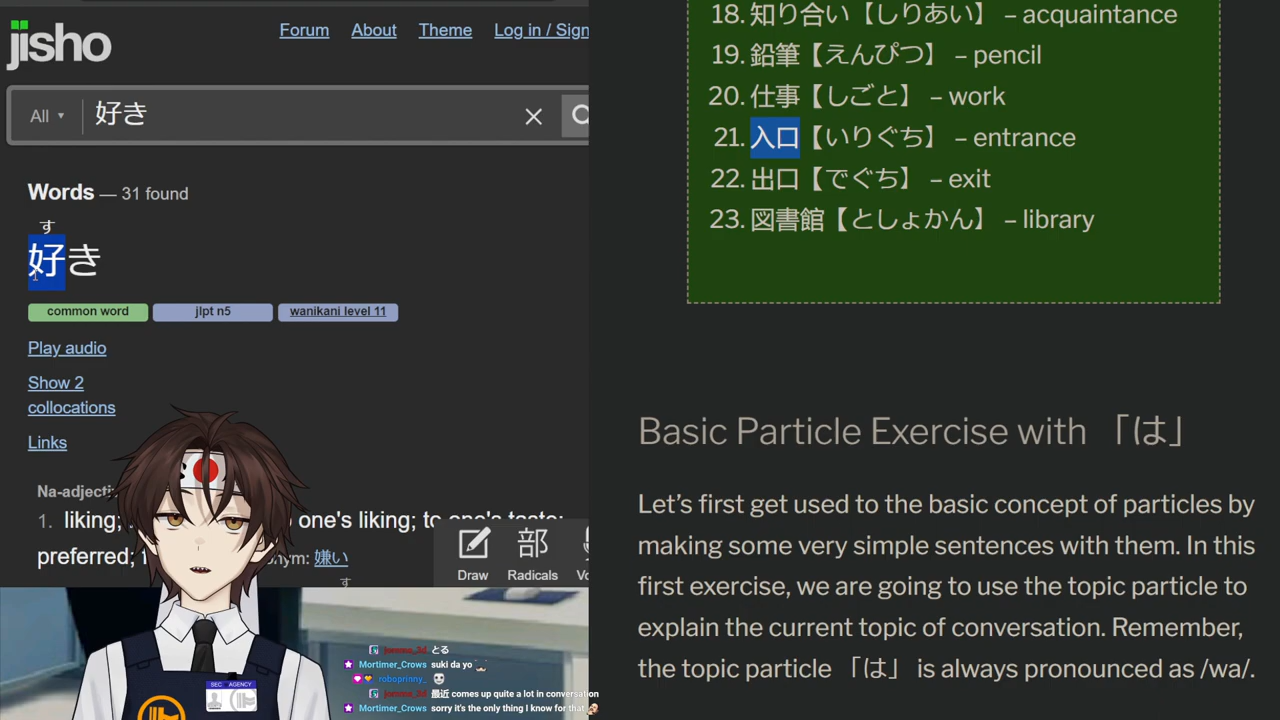 jisho
Forum About Theme Log in / Sign
All ▾ 好き
Words — 31 found
す
好き
common word jlpt n5 wanikani level 11
Play audio
Show 2
collocations
Links
1. liking; one's liking; to one's taste;
preferred; 嫌い
す
Draw 部 Radicals
SEC. AGENCY
とる
Mortimer_Crows suki da yo
roboprinny_
最近 comes up quite a lot in conversation
Mortimer_Crows sorry it's the only thing I know for that
18. 知り合い【しりあい】 – acquaintance
19. 鉛筆【えんぴつ】 – pencil
20. 仕事【しごと】 – work
21. 入口【いりぐち】 – entrance
22. 出口【でぐち】 – exit
23. 図書館【としょかん】 – library
Basic Particle Exercise with 「は」
Let’s first get used to the basic concept of particles by
making some very simple sentences with them. In this
first exercise, we are going to use the topic particle to
explain the current topic of conversation. Remember,
the topic particle 「は」 is always pronounced as /wa/.